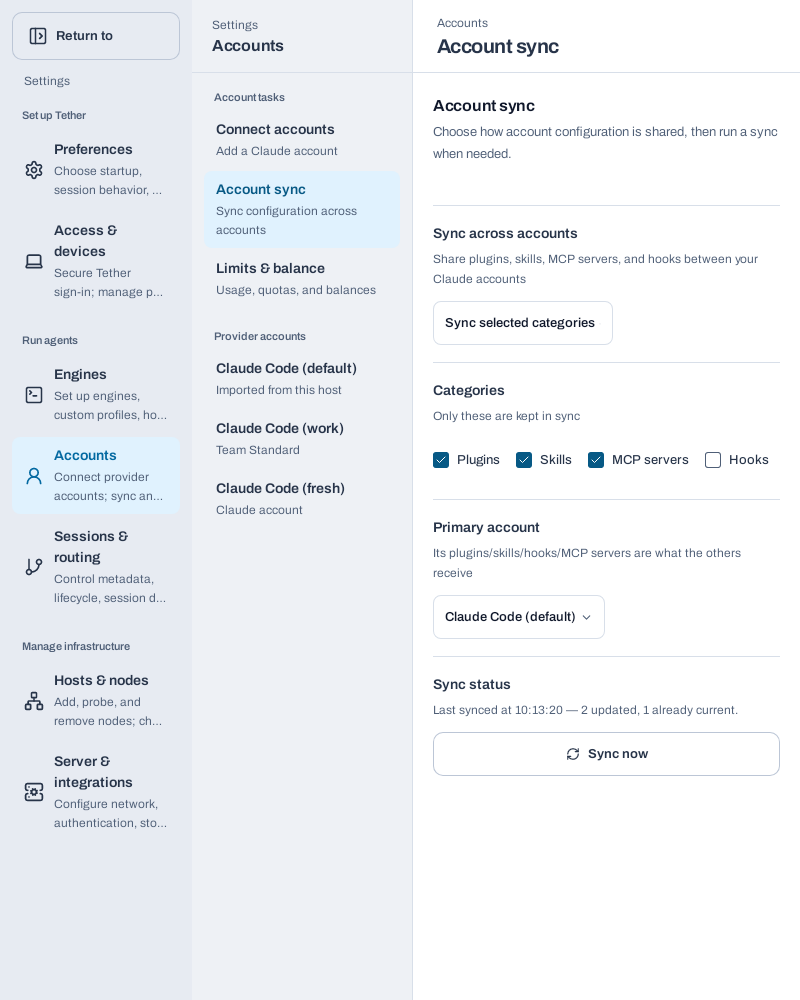 Return to
Settings
Set up Tether
Preferences
Choose startup,
session behavior, ...
Access &
devices
Secure Tether
sign-in; manage p...
Run agents
Engines
Set up engines,
custom profiles, ho...
Accounts
Connect provider
accounts; sync an...
Sessions &
routing
Control metadata,
lifecycle, session d...
Manage infrastructure
Hosts & nodes
Add, probe, and
remove nodes; ch...
Server &
integrations
Configure network,
authentication, sto...
Settings
Accounts
Account tasks
Connect accounts
Add a Claude account
Account sync
Sync configuration across
accounts
Limits & balance
Usage, quotas, and balances
Provider accounts
Claude Code (default)
Imported from this host
Claude Code (work)
Team Standard
Claude Code (fresh)
Claude account
Accounts
Account sync
Account sync
Choose how account configuration is shared, then run a sync
when needed.
Sync across accounts
Share plugins, skills, MCP servers, and hooks between your
Claude accounts
Sync selected categories
Categories
Only these are kept in sync
Plugins Skills MCP servers Hooks
Primary account
Its plugins/skills/hooks/MCP servers are what the others
receive
Claude Code (default)
Sync status
Last synced at 10:13:20 — 2 updated, 1 already current.
Sync now